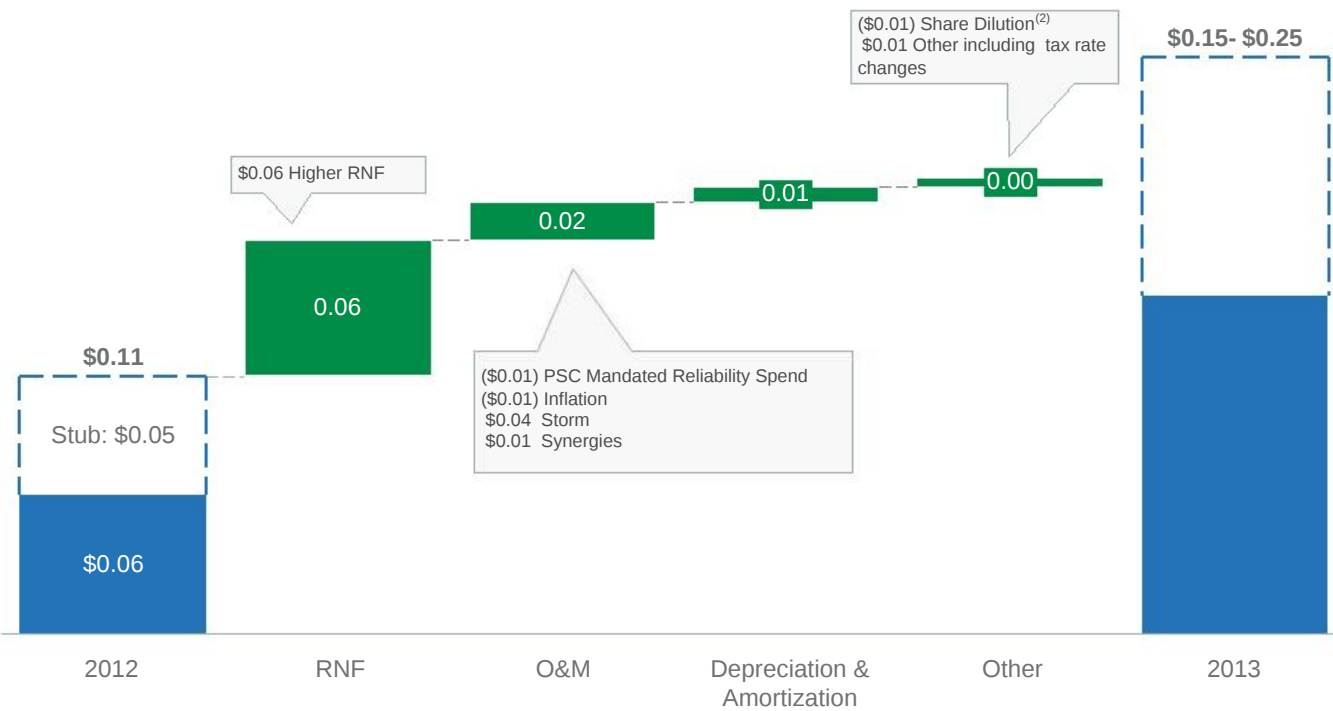 ($0.01) Share Dilution(2)
$0.01 Other including tax rate
changes
$0.15- $0.25
$0.06 Higher RNF
0.01
0.00
0.02
0.06
$0.11
Stub: $0.05
($0.01) PSC Mandated Reliability Spend
($0.01) Inflation
$0.04 Storm
$0.01 Synergies
$0.06
2012
RNF
O&M
Depreciation &
Amortization
Other
2013